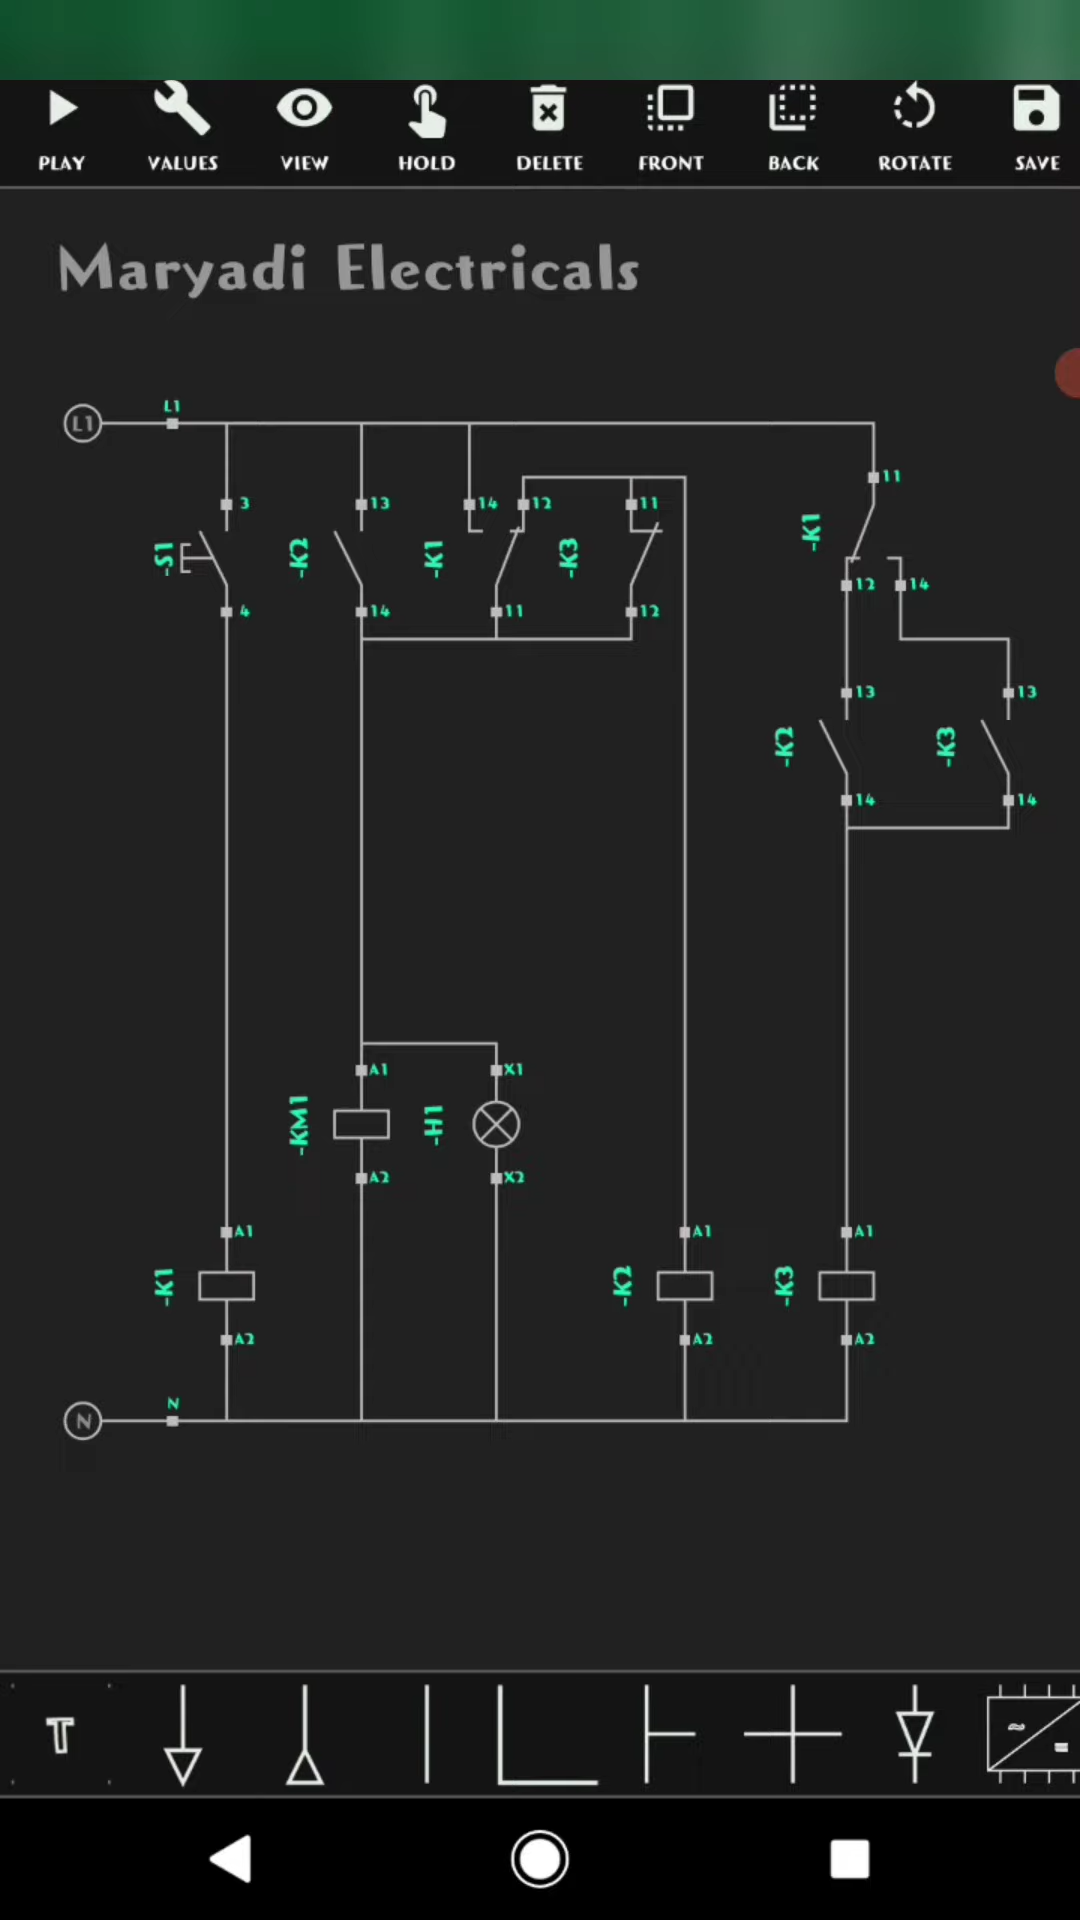 PLAY VALUES VIEW HOLD DELETE FRONT BACK ROTATE SAVE
Maryadi Electricals
L1
L1
11
3 13 14 12 11
-S1 -K2 -K1 -K3 -K1
4 14 11 12
12 14
13 13
-K2 -K3
14 14
A1 X1
-KM1 -H1
A2 X2
A1 A1 A1
-K1 -K2 -K3
A2 A2 A2
N
N
T